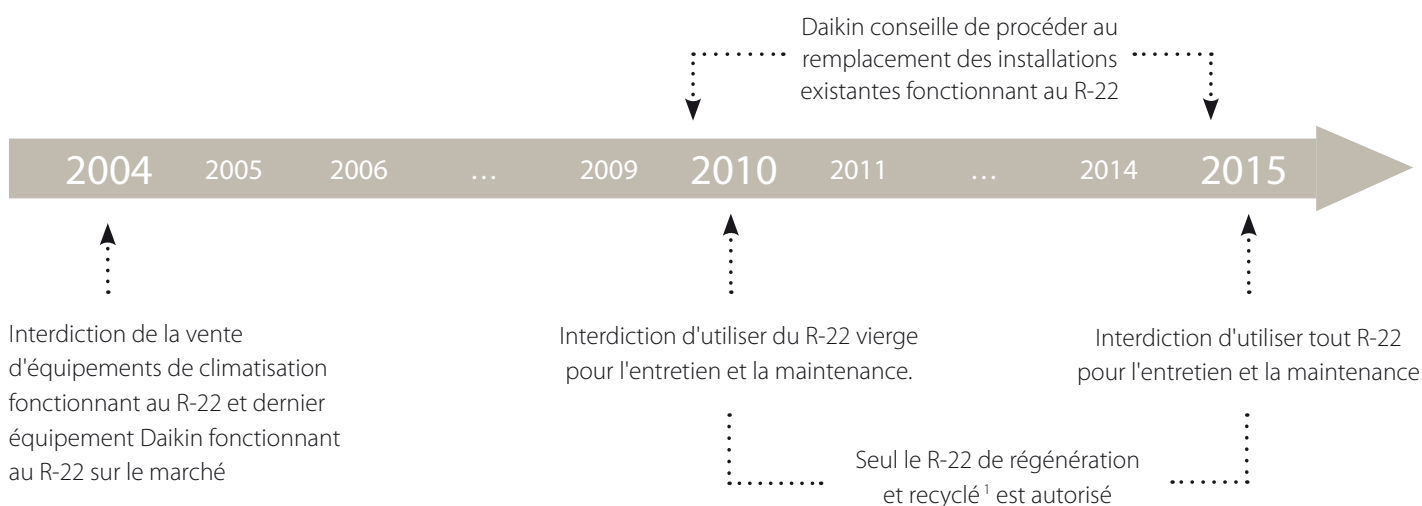 Daikin conseille de procéder au
remplacement des installations
existantes fonctionnant au R-22
2004 2005 2006 ... 2009 2010 2011 ... 2014 2015
Interdiction de la vente
d'équipements de climatisation
fonctionnant au R-22 et dernier
équipement Daikin fonctionnant
au R-22 sur le marché
Interdiction d'utiliser du R-22 vierge
pour l'entretien et la maintenance.
Interdiction d'utiliser tout R-22
pour l'entretien et la maintenance
Seul le R-22 de régénération
et recyclé ¹ est autorisé